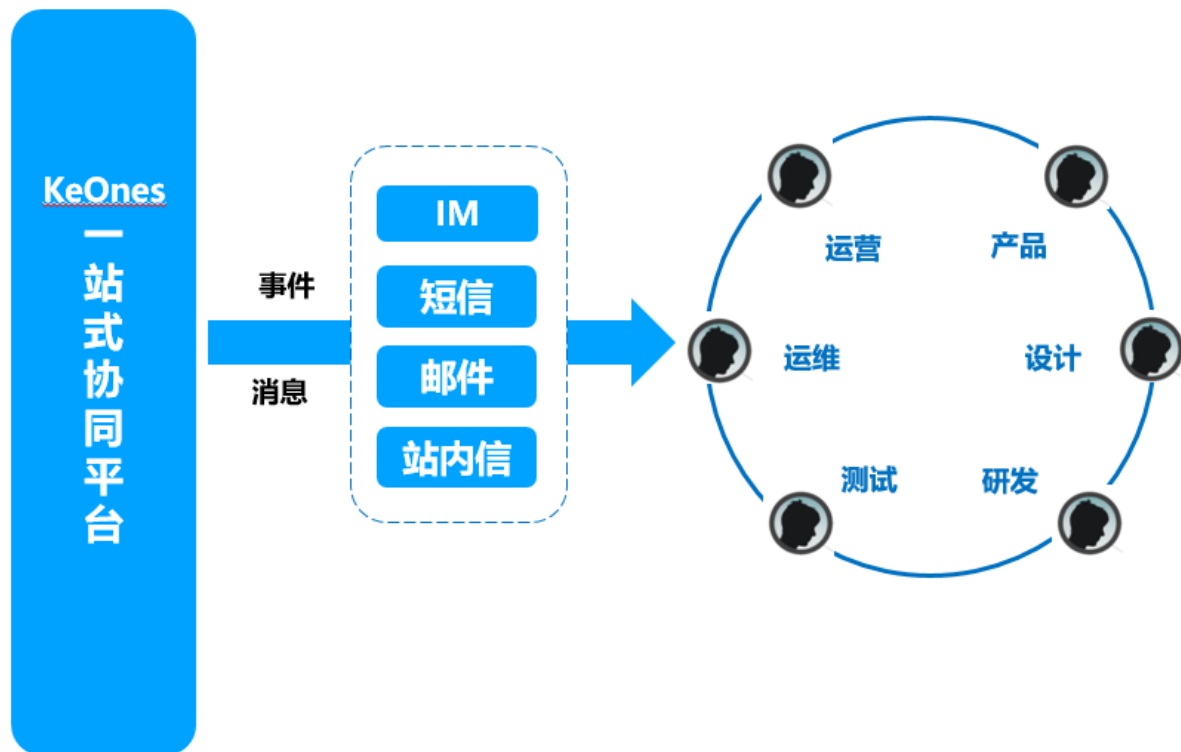 KeOnes
一站式协同平台
事件
消息
IM
短信
邮件
站内信
运营
产品
运维
设计
测试
研发